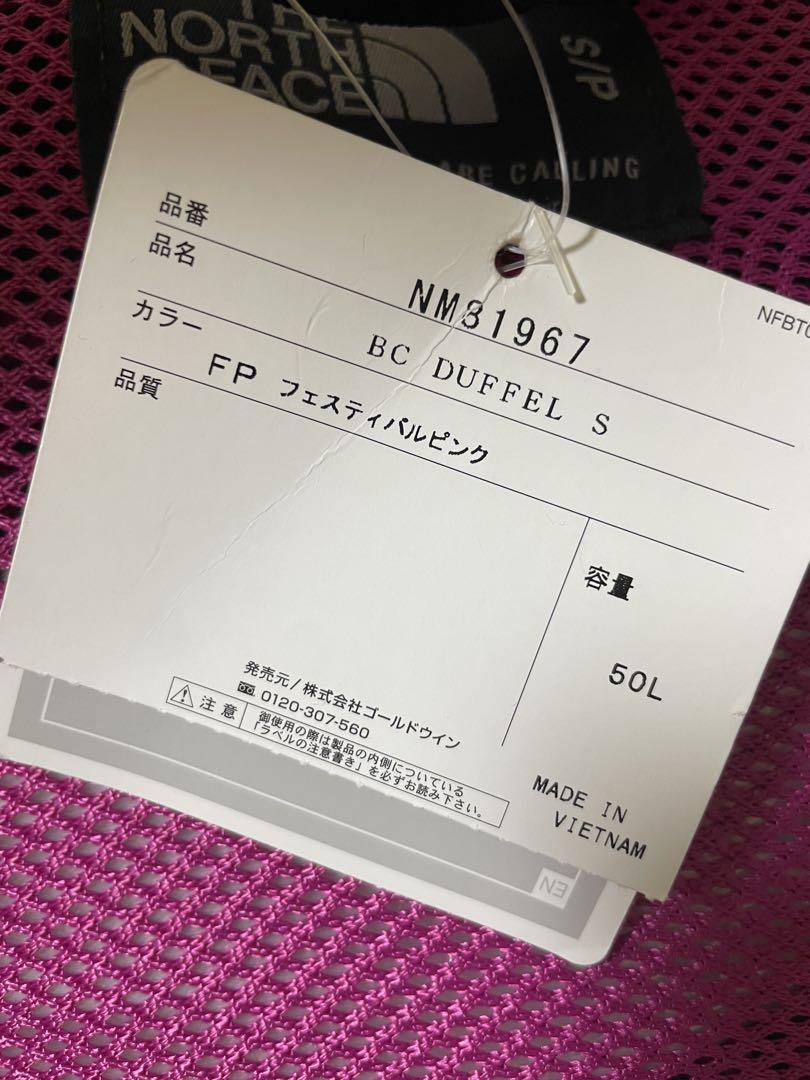 THE
NORTH
FACE
S/P
ARE CALLING
品番
NM81967
品名
BC DUFFEL S
カラー
FP フェスティバルピンク
品質
容量
50L
発売元/株式会社ゴールドウイン
0120-307-560
注意
御使用の際は製品の内側についている
「ラベルの注意書き」を必ずお読み下さい。
MADE IN
VIETNAM
EN